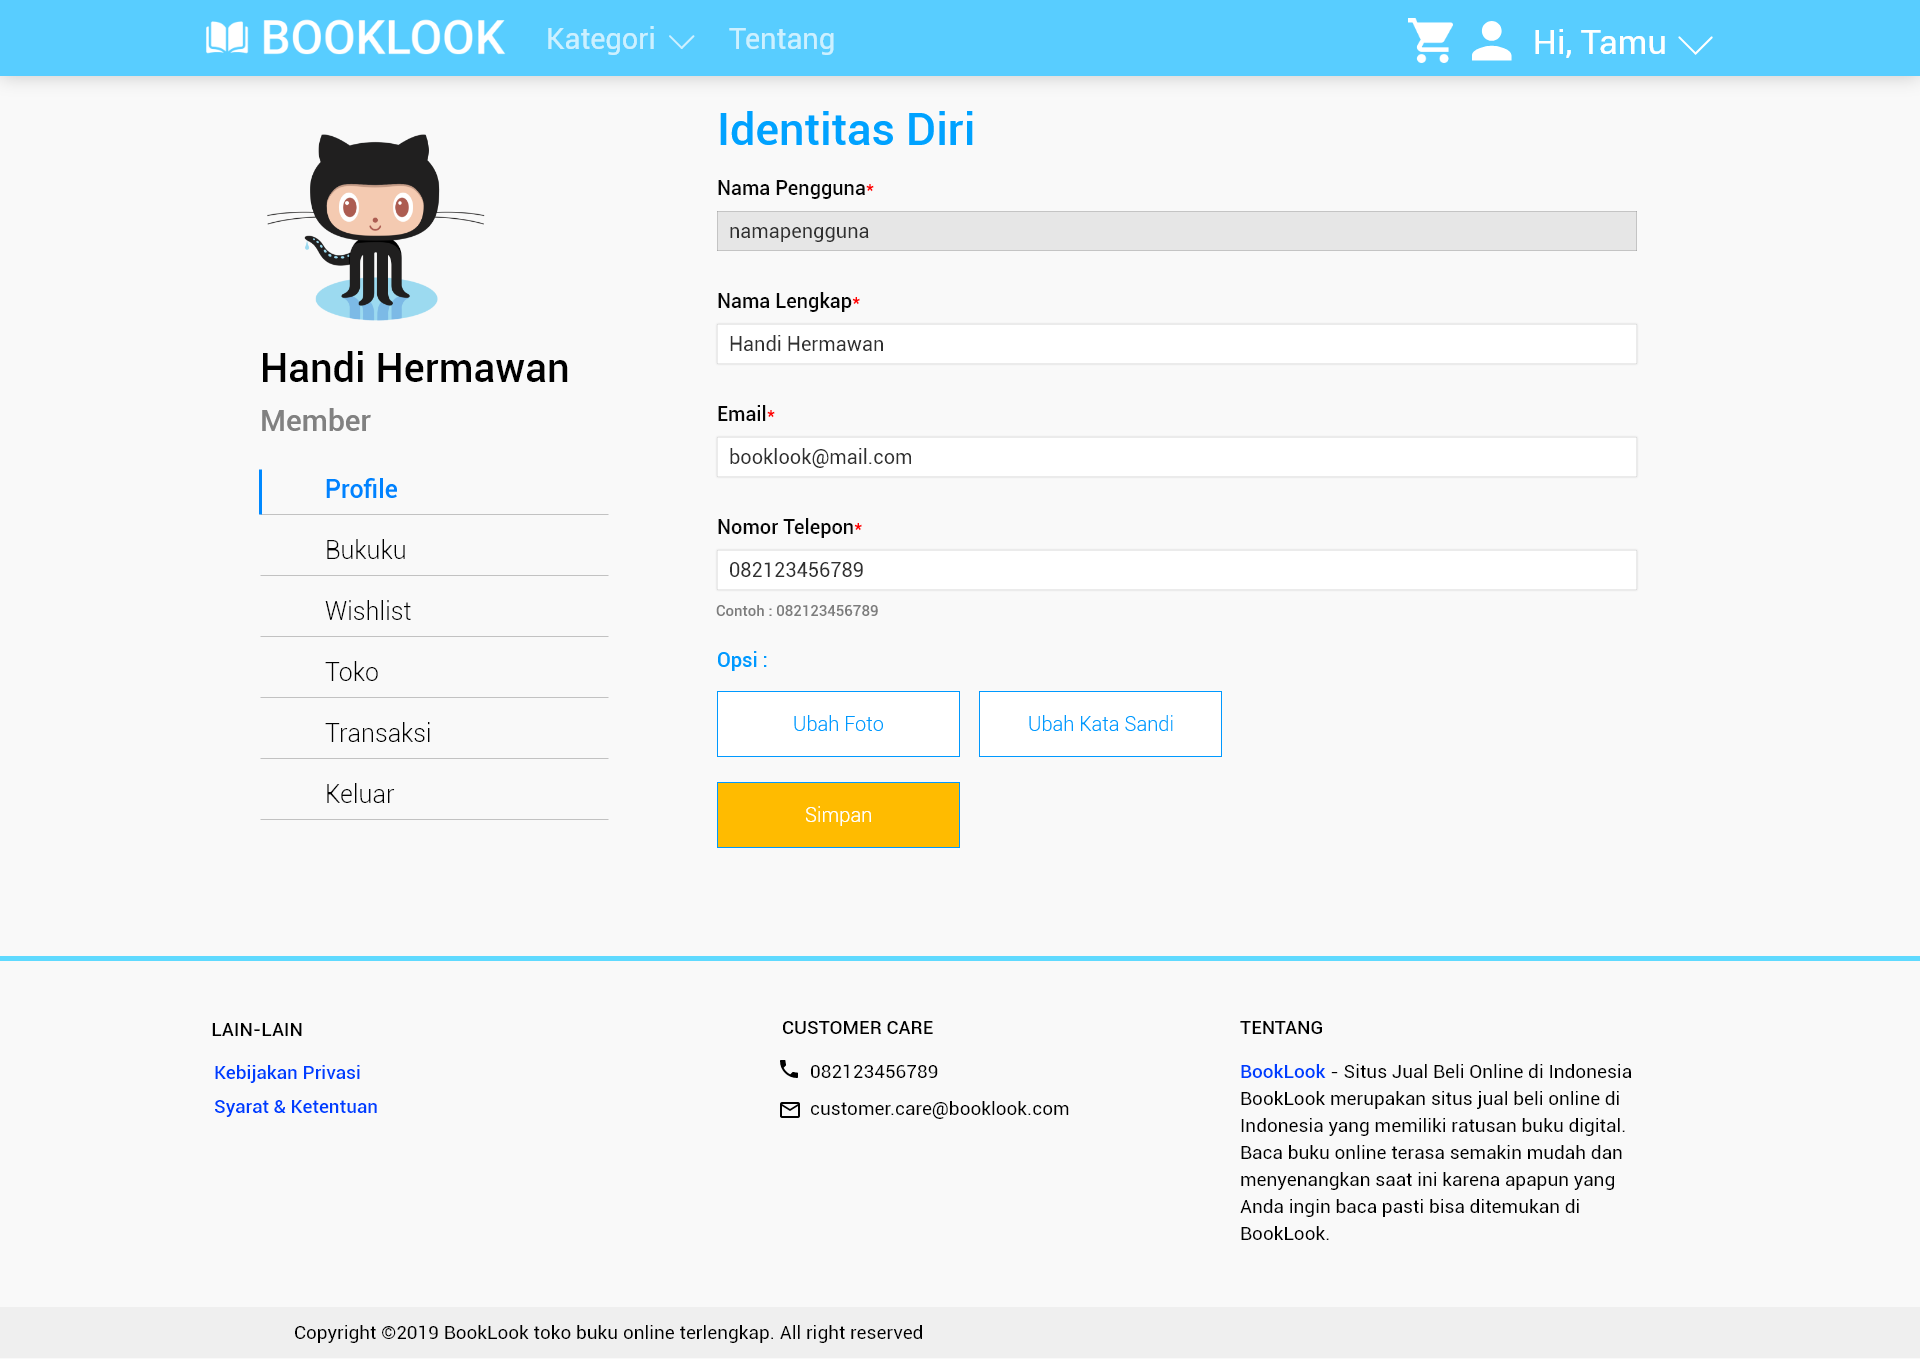 BOOKLOOK Kategori Tentang Hi, Tamu
Handi Hermawan
Member
Profile
Bukuku
Wishlist
Toko
Transaksi
Keluar
Identitas Diri
Nama Pengguna*
namapengguna
Nama Lengkap*
Handi Hermawan
Email*
booklook@mail.com
Nomor Telepon*
082123456789
Contoh : 082123456789
Opsi :
Ubah Foto
Ubah Kata Sandi
Simpan
LAIN-LAIN
Kebijakan Privasi
Syarat & Ketentuan
CUSTOMER CARE
082123456789
customer.care@booklook.com
TENTANG
BookLook - Situs Jual Beli Online di Indonesia
BookLook merupakan situs jual beli online di
Indonesia yang memiliki ratusan buku digital.
Baca buku online terasa semakin mudah dan
menyenangkan saat ini karena apapun yang
Anda ingin baca pasti bisa ditemukan di
BookLook.
Copyright ©2019 BookLook toko buku online terlengkap. All right reserved